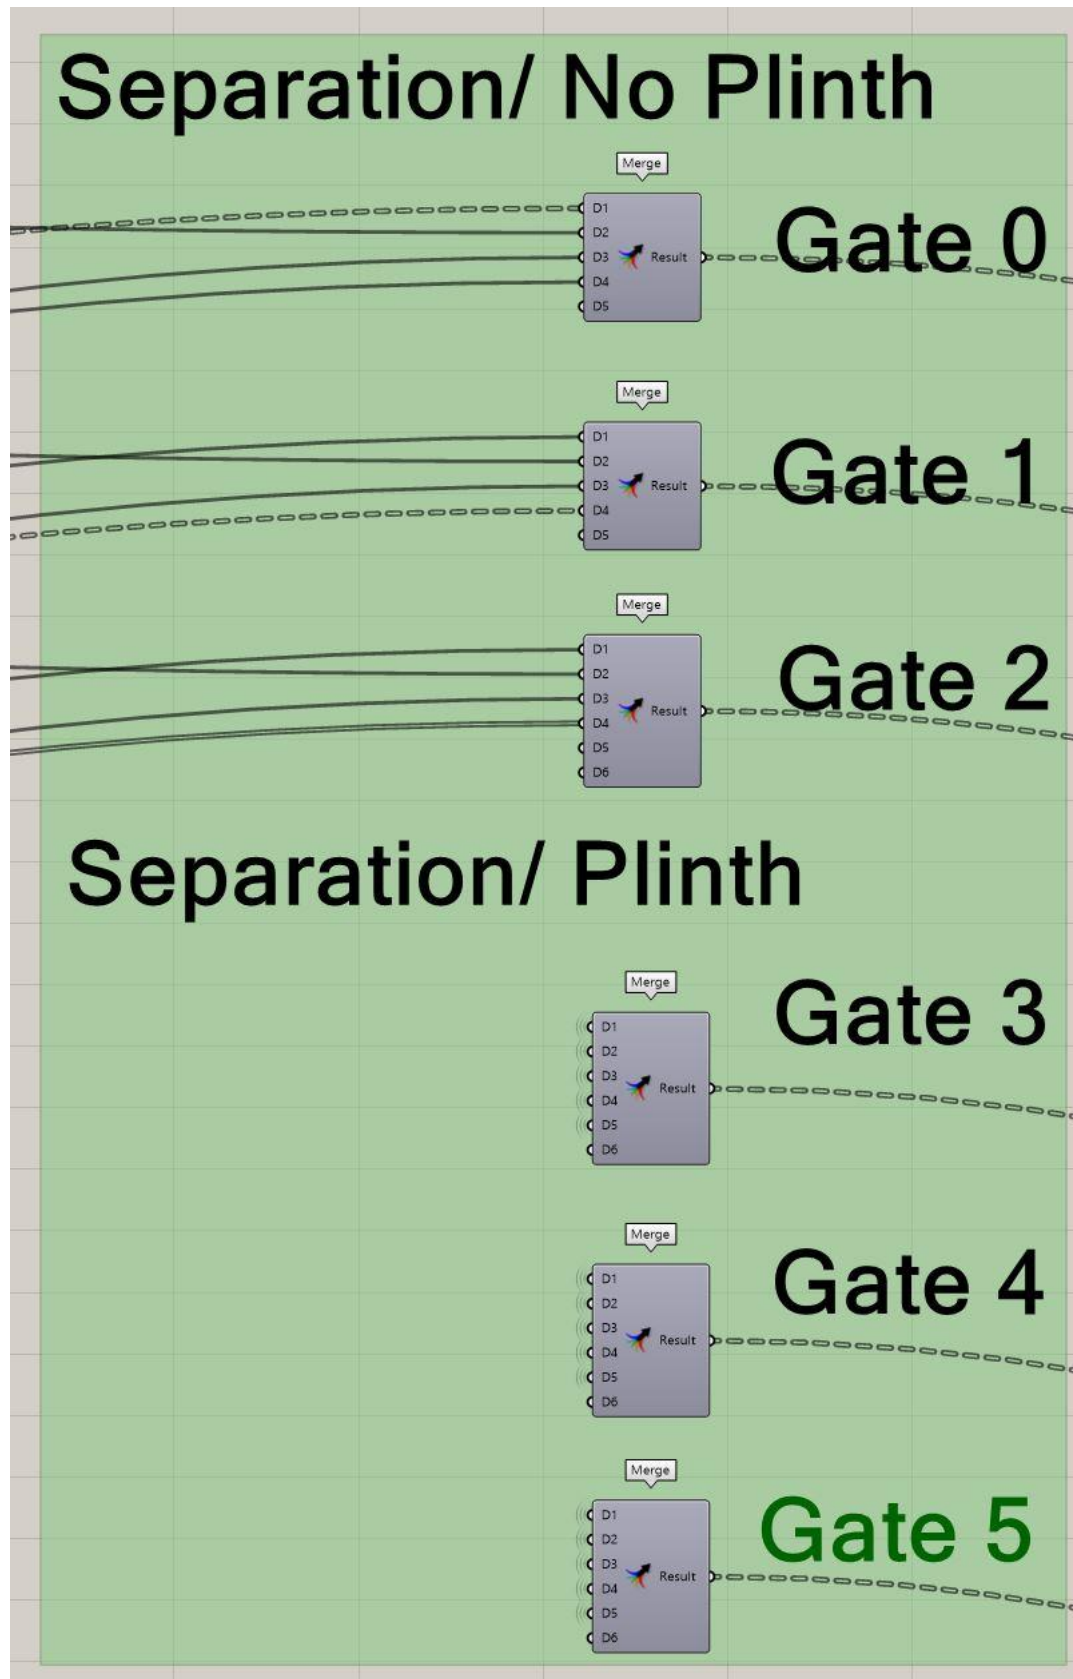 Separation/ No Plinth
Merge
D1
D2
D3
D4
D5
Result
Gate 0
Merge
D1
D2
D3
D4
D5
Result
Gate 1
Merge
D1
D2
D3
D4
D5
D6
Result
Gate 2
Separation/ Plinth
Merge
D1
D2
D3
D4
D5
D6
Result
Gate 3
Merge
D1
D2
D3
D4
D5
D6
Result
Gate 4
Merge
D1
D2
D3
D4
D5
D6
Result
Gate 5